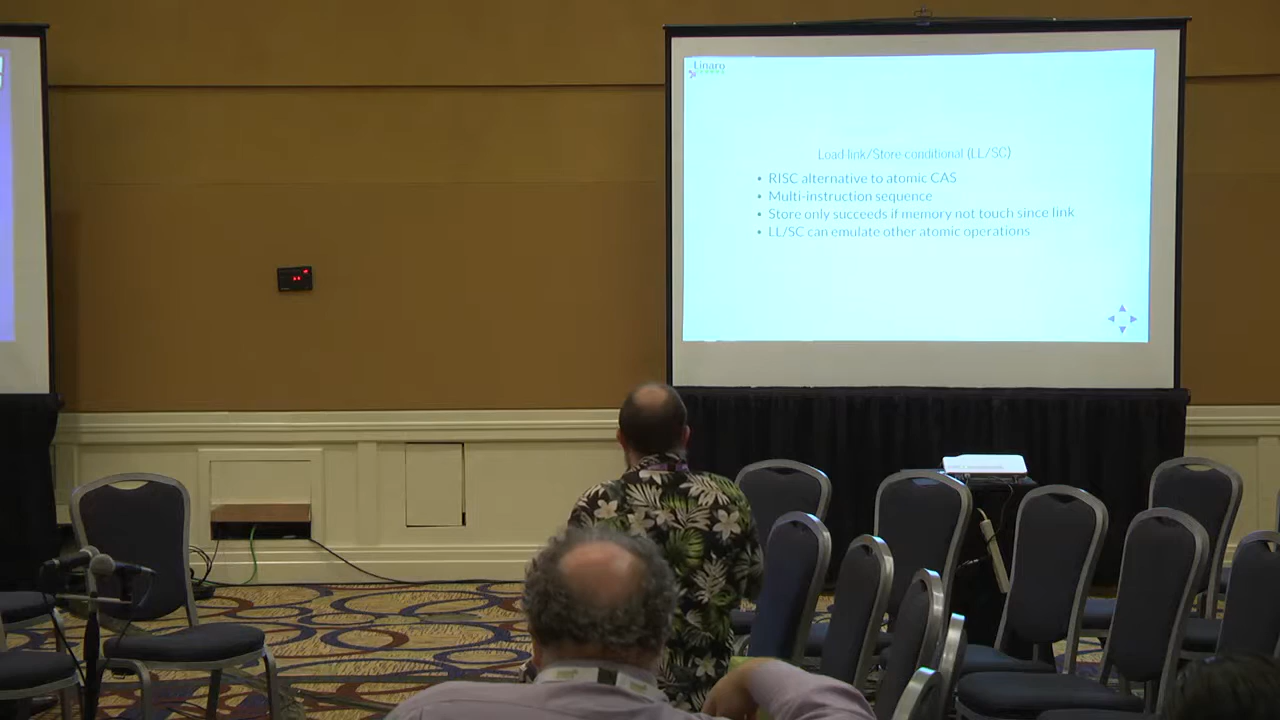 Linaro
Load link/Store conditional (LL/SC)
• RISC alternative to atomic CAS
• Multi-instruction sequence
• Store only succeeds if memory not touch since link
• LL/SC can emulate other atomic operations